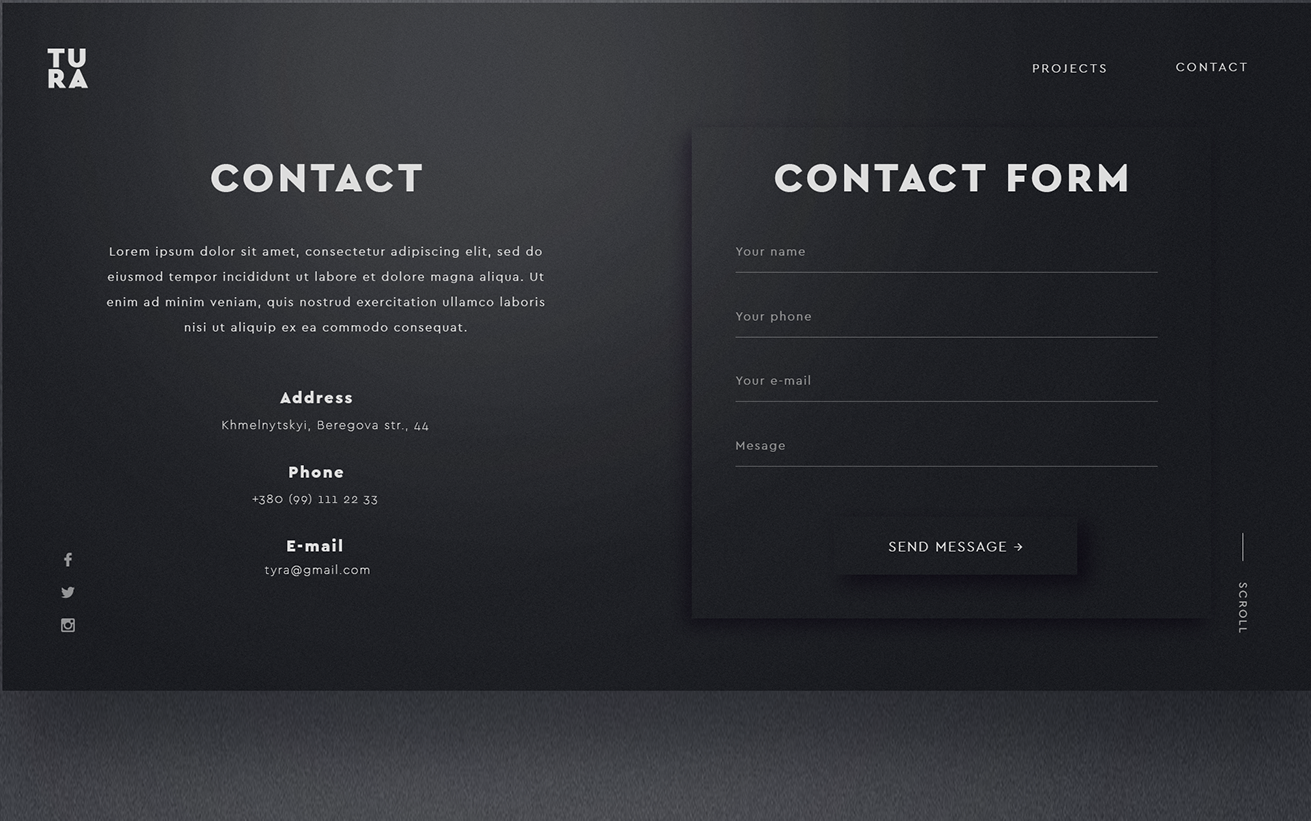 TU
RA
PROJECTS
CONTACT
CONTACT
Lorem ipsum dolor sit amet, consectetur adipiscing elit, sed do
eiusmod tempor incididunt ut labore et dolore magna aliqua. Ut
enim ad minim veniam, quis nostrud exercitation ullamco laboris
nisi ut aliquip ex ea commodo consequat.
Address
Khmelnytskyi, Beregova str., 44
Phone
+380 (99) 111 22 33
E-mail
tyra@gmail.com
CONTACT FORM
Your name
Your phone
Your e-mail
Mesage
SEND MESSAGE →
SCROLL